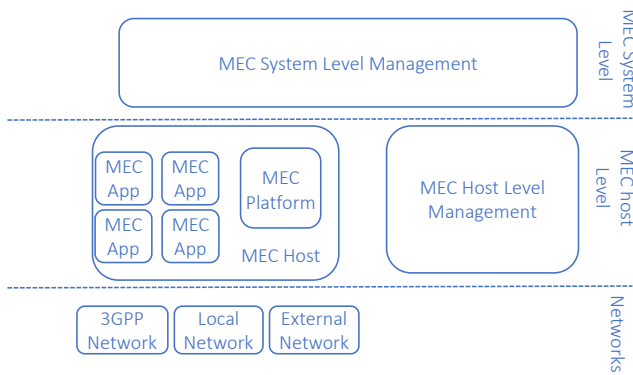 MEC System Level Management
MEC System
Level
MEC
App
MEC
App
MEC
Platform
MEC
App
MEC
App
MEC Host
MEC Host Level
Management
MEC host
Level
3GPP
Network
Local
Network
External
Network
Networks